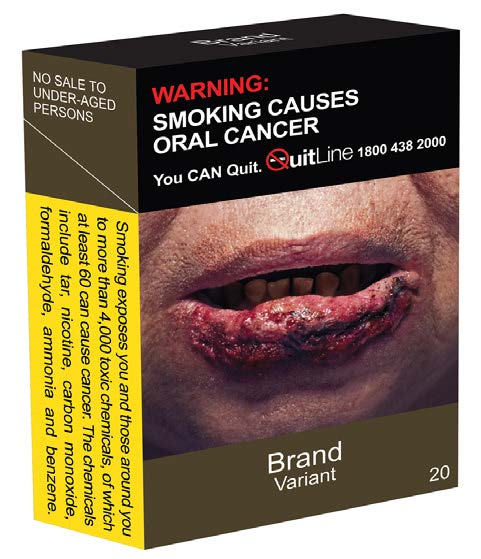 Brand
Variant
NO SALE TO
UNDER-AGED
PERSONS
WARNING:
SMOKING CAUSES
ORAL CANCER
You CAN Quit. QuitLine 1800 438 2000
Smoking exposes you and those around you
to more than 4,000 toxic chemicals, of which
at least 60 can cause cancer. The chemicals
include tar, nicotine, carbon monoxide,
formaldehyde, ammonia and benzene.
Brand
Variant
20